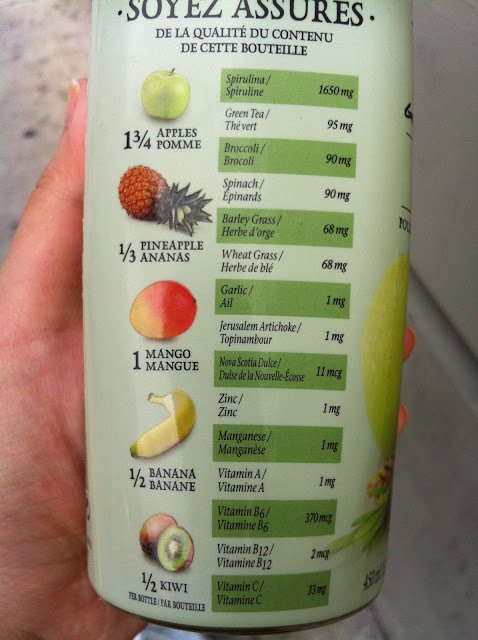 · SOYEZ ASSURÉS ·
DE LA QUALITÉ DU CONTENU
DE CETTE BOUTEILLE
1¾ APPLES
POMME
⅓ PINEAPPLE
ANANAS
1 MANGO
MANGUE
½ BANANA
BANANE
½ KIWI
PER BOTTLE / PAR BOUTEILLE
Spirulina /
Spiruline 1650 mg
Green Tea /
Thé vert 95 mg
Broccoli /
Brocoli 90 mg
Spinach /
Epinards 90 mg
Barley Grass /
Herbe d'orge 68 mg
Wheat Grass /
Herbe de blé 68 mg
Garlic /
Ail 1 mg
Jerusalem Artichoke /
Topinambour 1 mg
Nova Scotia Dulce /
Dulse de la Nouvelle-Écosse 11 mcg
Zinc /
Zinc 1 mg
Manganese /
Manganèse 1 mg
Vitamin A /
Vitamine A 1 mg
Vitamin B6 /
Vitamine B6 370 mcg
Vitamin B12 /
Vitamine B12 2 mcg
Vitamin C /
Vitamine C 33 mg